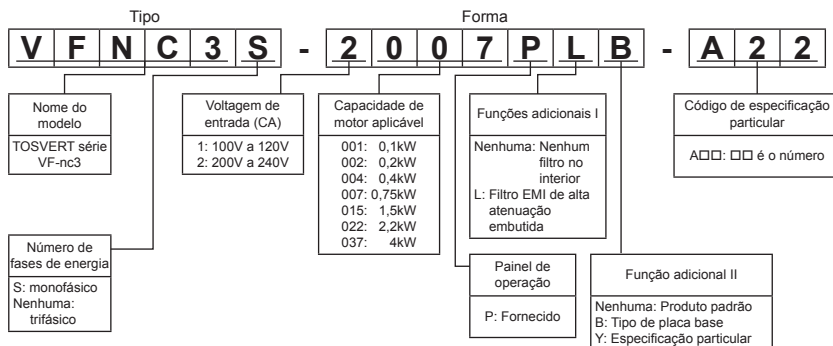 Tipo
Forma
V F N C 3 S - 2 0 0 7 P L B - A 2 2
Nome do
modelo
TOSVERT série
VF-nc3
Voltagem de
entrada (CA)
1: 100V a 120V
2: 200V a 240V
Capacidade de
motor aplicável
001: 0,1kW
002: 0,2kW
004: 0,4kW
007: 0,75kW
015: 1,5kW
022: 2,2kW
037: 4kW
Funções adicionais I
Nenhuma: Nenhum
filtro no
interior
L: Filtro EMI de alta
atenuação
embutida
Código de especificação
particular
A□□: □□ é o número
Número de
fases de energia
S: monofásico
Nenhuma:
trifásico
Painel de
operação
P: Fornecido
Função adicional II
Nenhuma: Produto padrão
B: Tipo de placa base
Y: Especificação particular